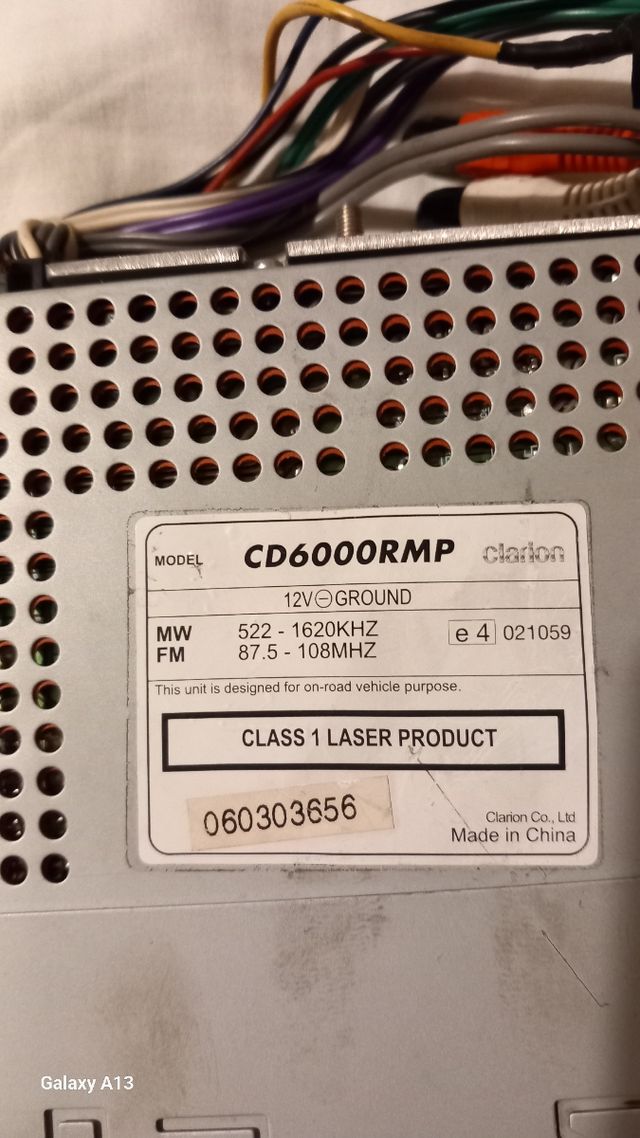 MODEL CD6000RMP clarion
12V⊖GROUND
MW 522 - 1620KHZ e 4 021059
FM 87.5 - 108MHZ
This unit is designed for on-road vehicle purpose.
CLASS 1 LASER PRODUCT
060303656
Clarion Co., Ltd
Made in China
Galaxy A13